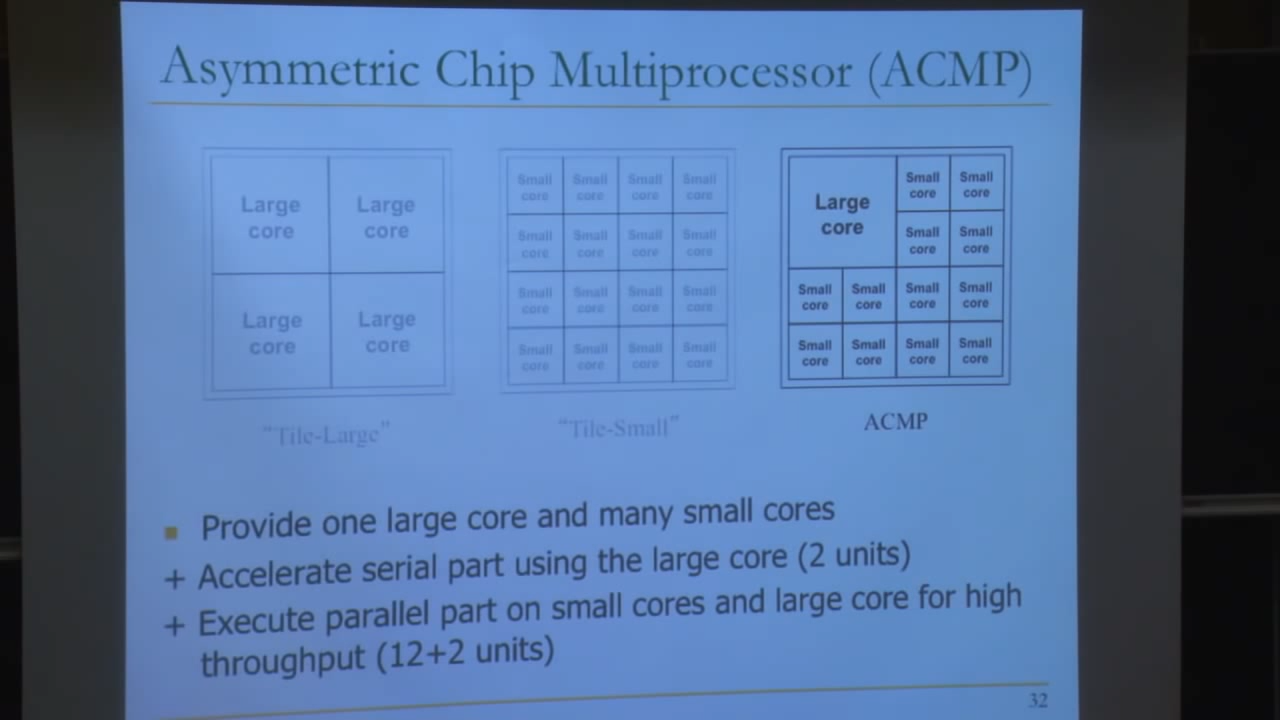 Asymmetric Chip Multiprocessor (ACMP)
Large
core
Large
core
Large
core
Large
core
"Tile-Large"
Small Small Small Small
core core core core
Small Small Small Small
core core core core
Small Small Small Small
core core core core
Small Small Small Small
core core core core
"Tile-Small"
Large
core
Small Small
core core
Small Small
core core
Small Small Small Small
core core core core
Small Small Small Small
core core core core
ACMP
Provide one large core and many small cores
+ Accelerate serial part using the large core (2 units)
+ Execute parallel part on small cores and large core for high
throughput (12+2 units)
32